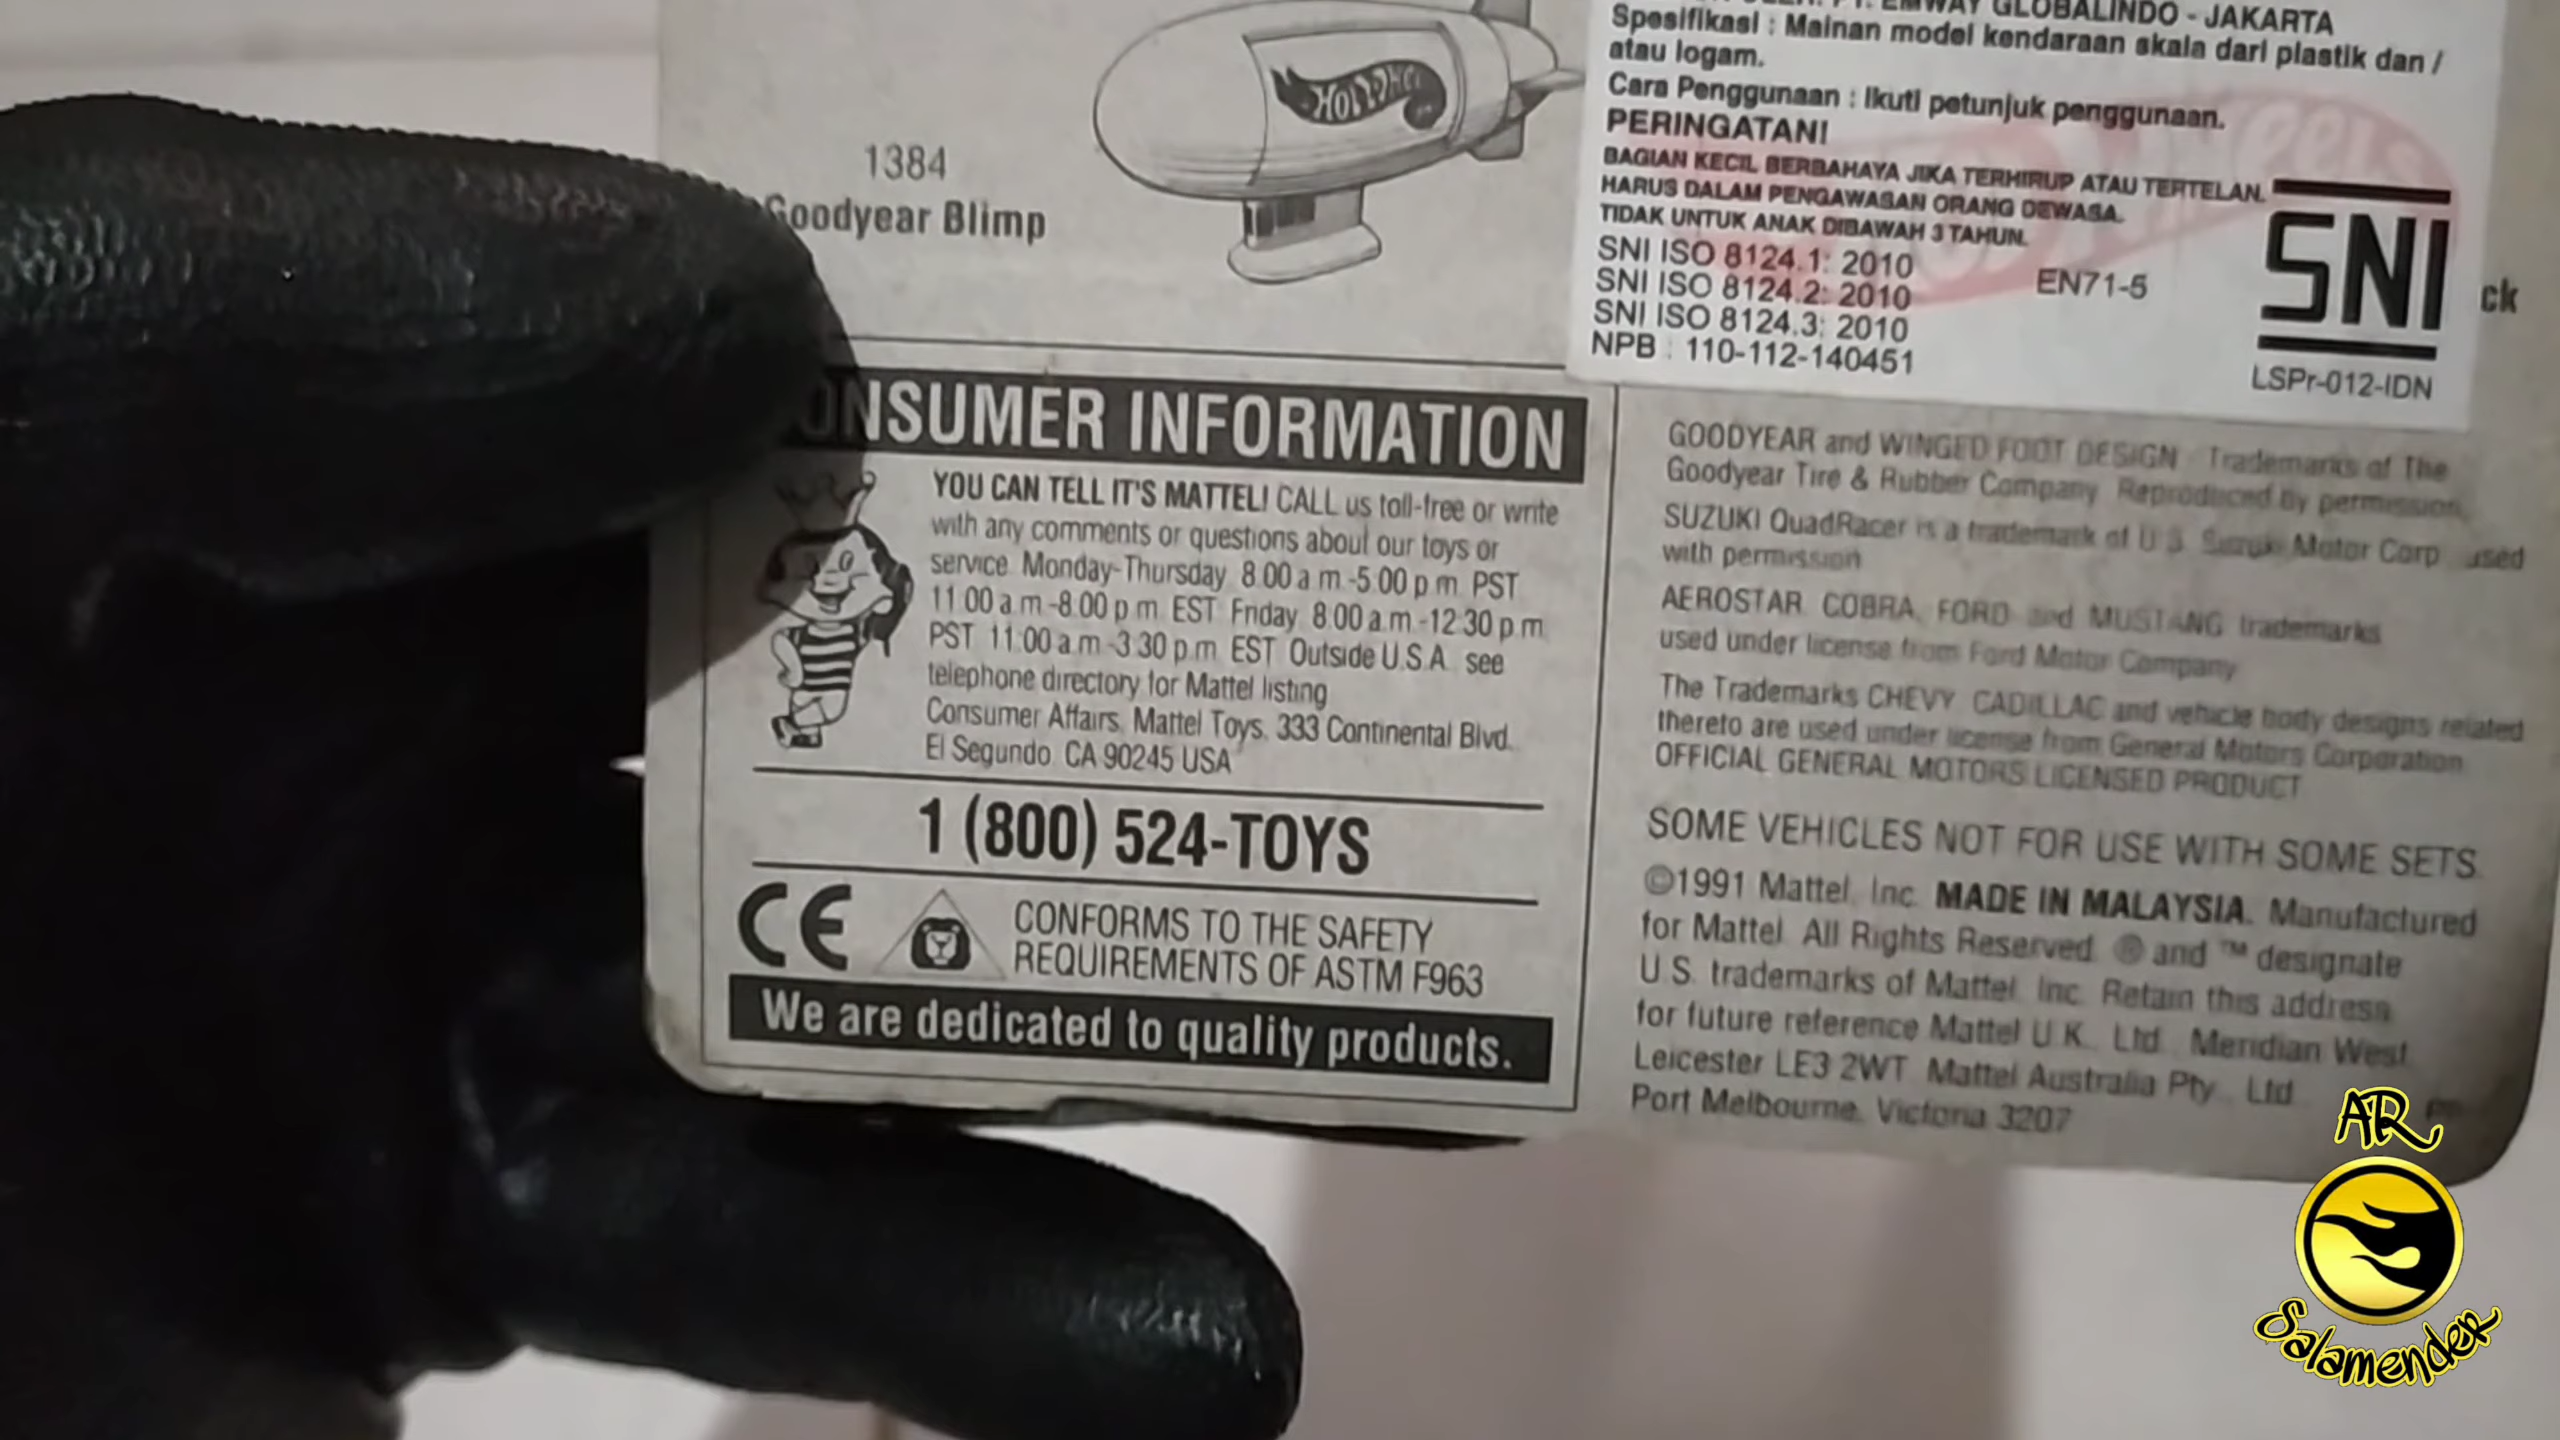 1384
Goodyear Blimp
EMWAY GLOBALINDO - JAKARTA
Spesifikasi : Mainan model kendaraan skala dari plastik dan /
atau logam.
Cara Penggunaan : Ikuti petunjuk penggunaan.
PERINGATAN!
BAGIAN KECIL BERBAHAYA JIKA TERHIRUP ATAU TERTELAN.
HARUS DALAM PENGAWASAN ORANG DEWASA.
TIDAK UNTUK ANAK DIBAWAH 3 TAHUN.
SNI ISO 8124.1: 2010
SNI ISO 8124.2: 2010
SNI ISO 8124.3: 2010
NPB : 110-112-140451
EN71-5
SNI
LSPr-012-IDN
ck
CONSUMER INFORMATION
YOU CAN TELL IT'S MATTEL! CALL us toll-free or write
with any comments or questions about our toys or
service. Monday-Thursday 8:00 a.m.-5:00 p.m. PST
11:00 a.m.-8:00 p.m. EST Friday 8:00 a.m.-12:30 p.m.
PST 11:00 a.m.-3:30 p.m. EST Outside U.S.A. see
telephone directory for Mattel listing
Consumer Affairs, Mattel Toys, 333 Continental Blvd.
El Segundo, CA 90245 USA
1 (800) 524-TOYS
CE
CONFORMS TO THE SAFETY
REQUIREMENTS OF ASTM F963
We are dedicated to quality products.
GOODYEAR and WINGED FOOT DESIGN Trademarks of The
Goodyear Tire & Rubber Company. Reproduced by permission.
SUZUKI QuadRacer is a trademark of U.S. Suzuki Motor Corp. used
with permission
AEROSTAR, COBRA, FORD and MUSTANG trademarks
used under license from Ford Motor Company
The Trademarks CHEVY, CADILLAC and vehicle body designs related
thereto are used under license from General Motors Corporation
OFFICIAL GENERAL MOTORS LICENSED PRODUCT
SOME VEHICLES NOT FOR USE WITH SOME SETS.
©1991 Mattel, Inc. MADE IN MALAYSIA. Manufactured
for Mattel. All Rights Reserved. ® and ™ designate
U.S. trademarks of Mattel, Inc. Retain this address
for future reference Mattel U.K., Ltd., Meridian West
Leicester LE3 2WT. Mattel Australia Pty., Ltd.
Port Melbourne, Victoria 3207
AR
Salamender